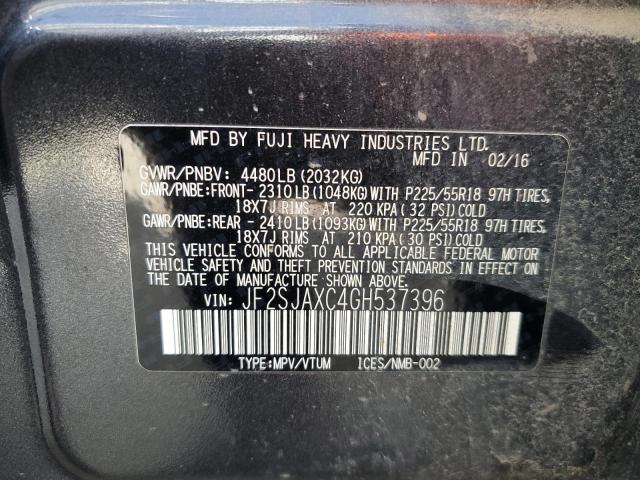 MFD BY FUJI HEAVY INDUSTRIES LTD.
MFD IN 02/16
GVWR/PNBV: 4480LB(2032KG)
GAWR/PNBE:FRONT-2310LB(1048KG)WITH P225/55R18 97H TIRES,
18X7J RIMS AT 220 KPA(32 PSI)COLD
GAWR/PNBE:REAR -2410LB(1093KG)WITH P225/55R18 97H TIRES,
18X7J RIMS AT 210 KPA(30 PSI)COLD
THIS VEHICLE CONFORMS TO ALL APPLICABLE FEDERAL MOTOR
VEHICLE SAFETY AND THEFT PREVENTION STANDARDS IN EFFECT ON
THE DATE OF MANUFACTURE SHOWN ABOVE.
VIN: JF2SJAXC4GH537396
TYPE:MPV/VTUM ICES/NMB-002